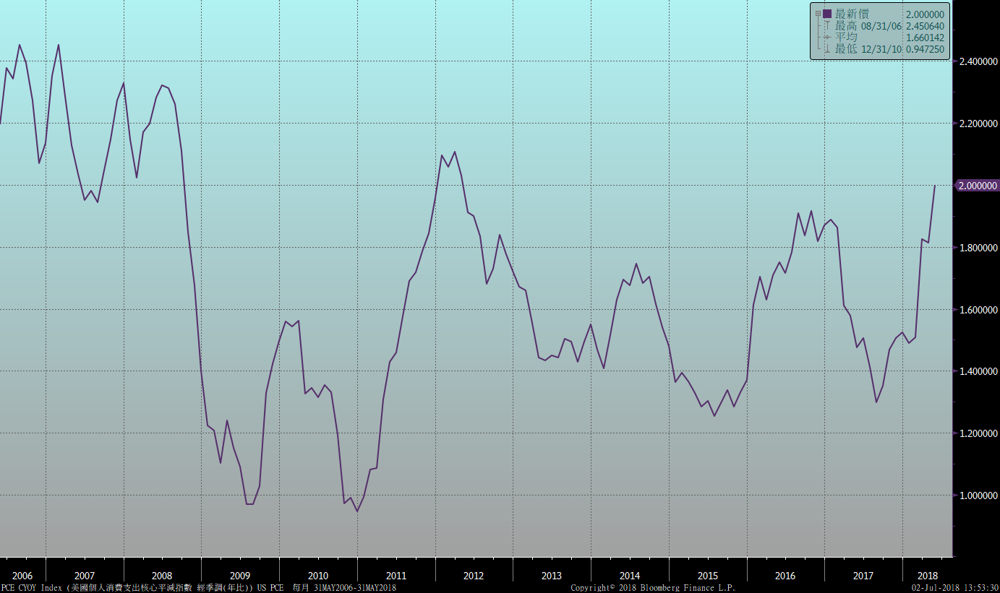 最新價 2.000000
最高 08/31/06 2.450640
平均 1.660142
最低 12/31/10 0.947250
2.400000
2.200000
2.000000
1.800000
1.600000
1.400000
1.200000
1.000000
2006 2007 2008 2009 2010 2011 2012 2013 2014 2015 2016 2017 2018
PCE CYOY Index (美國個人消費支出核心平減指數 經季調(年比)) US PCE 每月 31MAY2006-31MAY2018 Copyright© 2018 Bloomberg Finance L.P. 02-Jul-2018 13:53:30